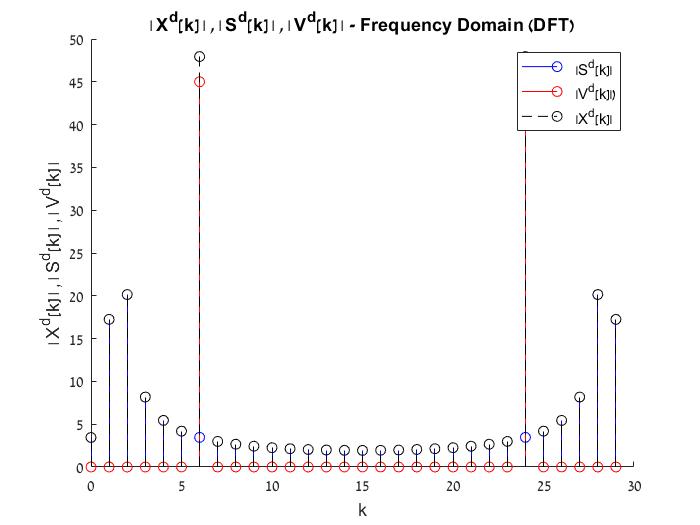 |X^d[k]|,|S^d[k]|,|V^d[k]| - Frequency Domain (DFT)
|X^d[k]|,|S^d[k]|,|V^d[k]|
50
45
40
35
30
25
20
15
10
5
0
|S^d[k]|
|V^d[k]|)
|X^d[k]|
0 5 10 15 20 25 30
k